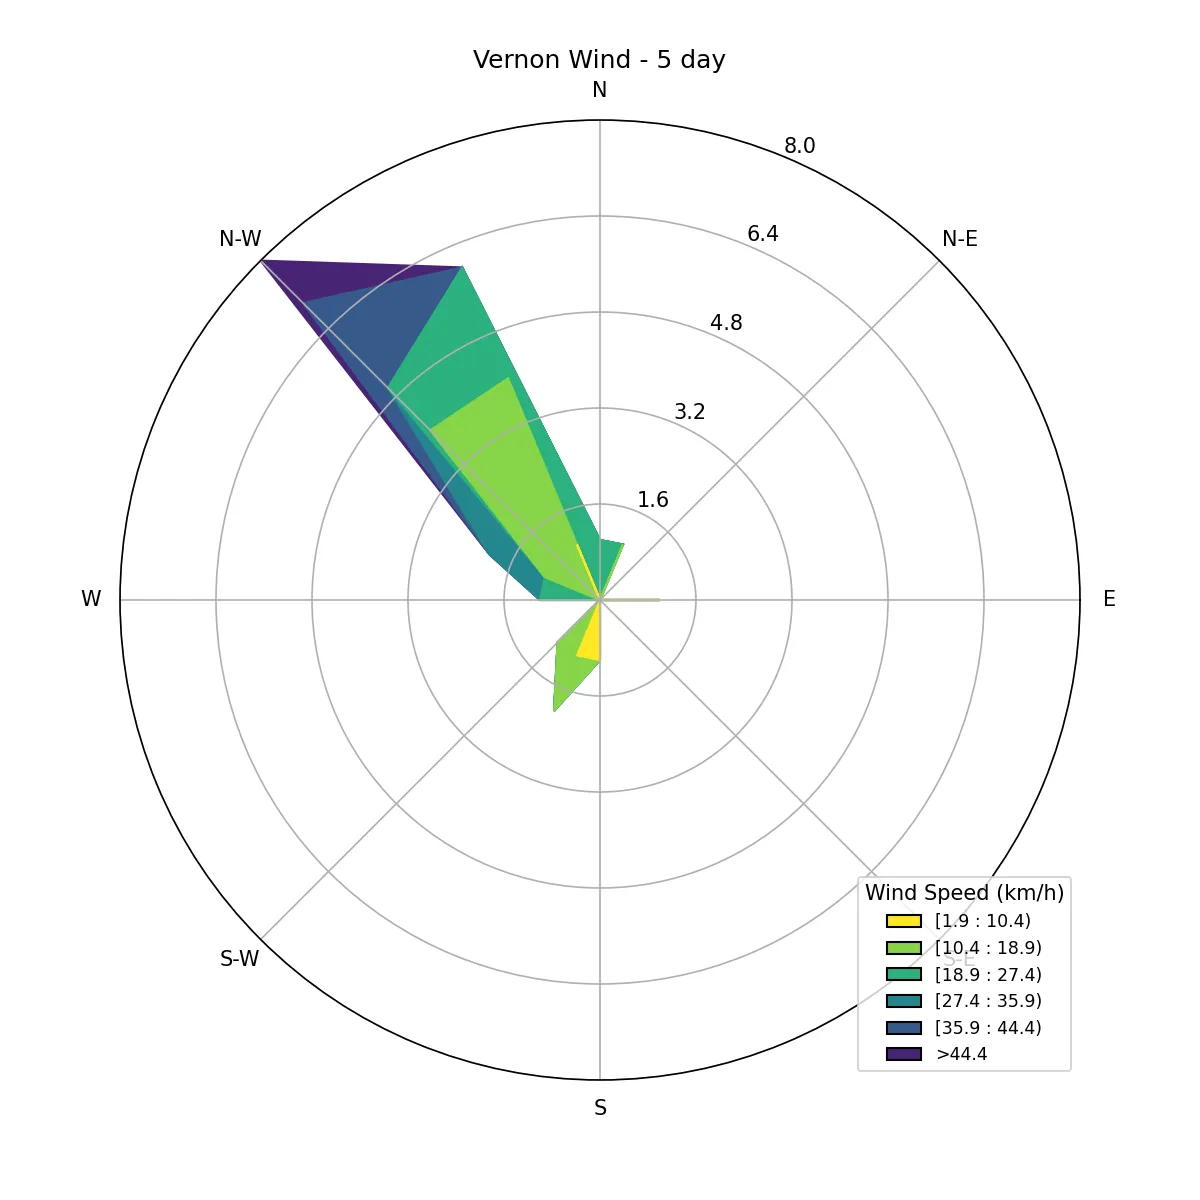 Vernon Wind - 5 day
N
8.0
N-W
6.4
N-E
4.8
3.2
1.6
W
E
Wind Speed (km/h)
[1.9 : 10.4)
[10.4 : 18.9)
S-W
S-E
[18.9 : 27.4)
[27.4 : 35.9)
[35.9 : 44.4)
>44.4
S